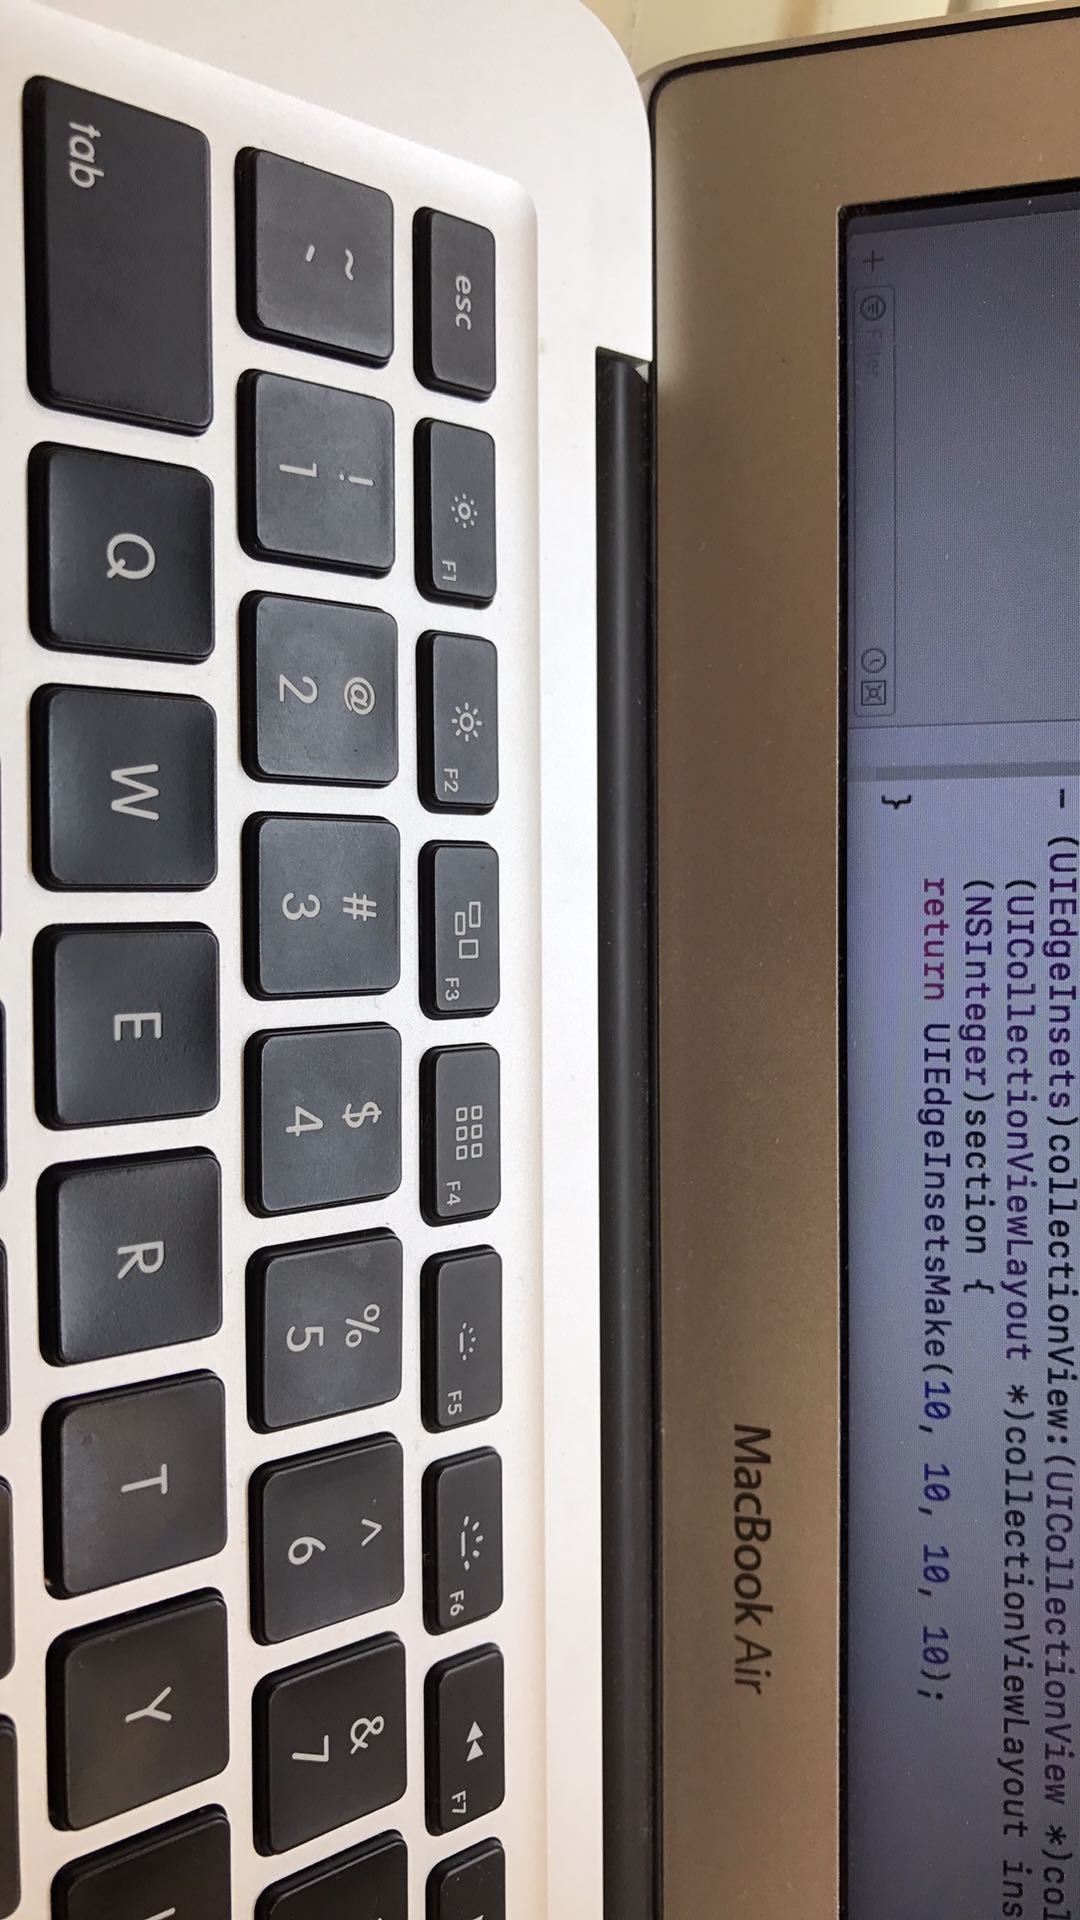 - (UIEdgeInsets)collectionView:(UICollectionView *)col
(UICollectionViewLayout *)collectionViewLayout ins
(NSInteger)section {
return UIEdgeInsetsMake(10, 10, 10, 10);
}
+ Filter
MacBook Air
esc F1 F2 F3 F4 F5 F6 F7
~ ! @ # $ % ^ &
` 1 2 3 4 5 6 7
tab Q W E R T Y